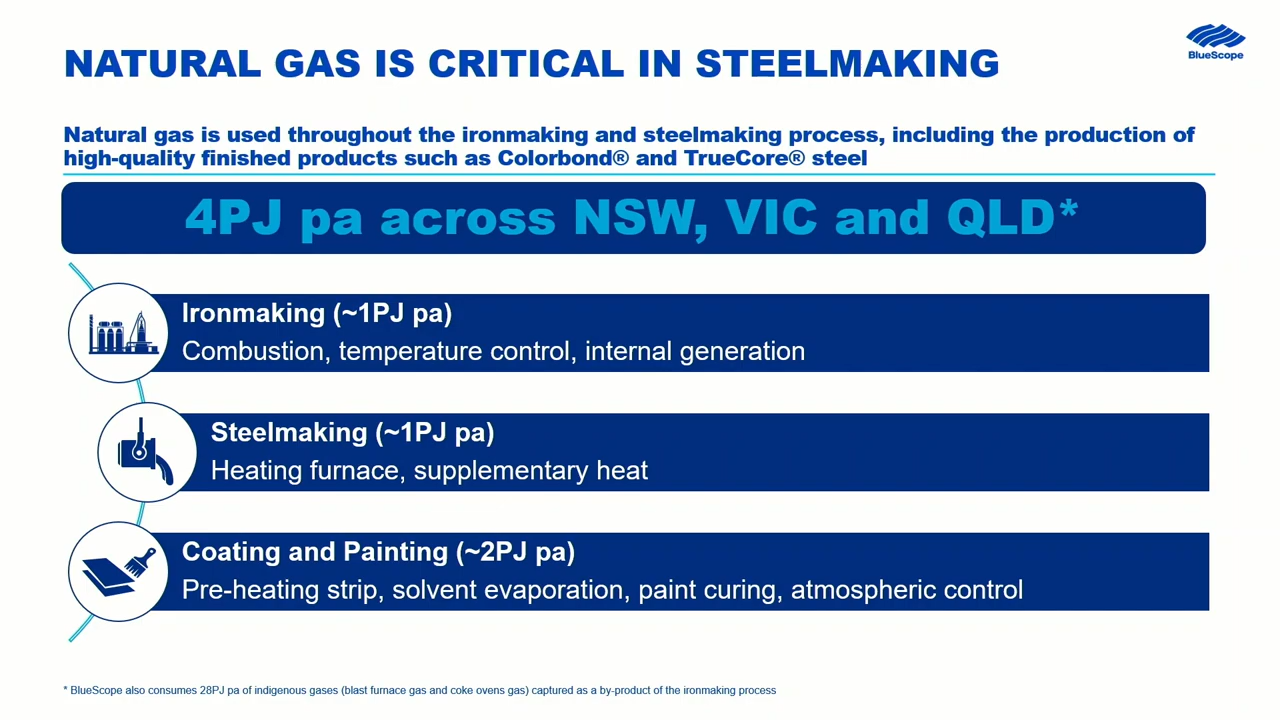 BlueScope
NATURAL GAS IS CRITICAL IN STEELMAKING
Natural gas is used throughout the ironmaking and steelmaking process, including the production of
high-quality finished products such as Colorbond® and TrueCore® steel
4PJ pa across NSW, VIC and QLD*
Ironmaking (~1PJ pa)
Combustion, temperature control, internal generation
Steelmaking (~1PJ pa)
Heating furnace, supplementary heat
Coating and Painting (~2PJ pa)
Pre-heating strip, solvent evaporation, paint curing, atmospheric control
* BlueScope also consumes 28PJ pa of indigenous gases (blast furnace gas and coke ovens gas) captured as a by-product of the ironmaking process